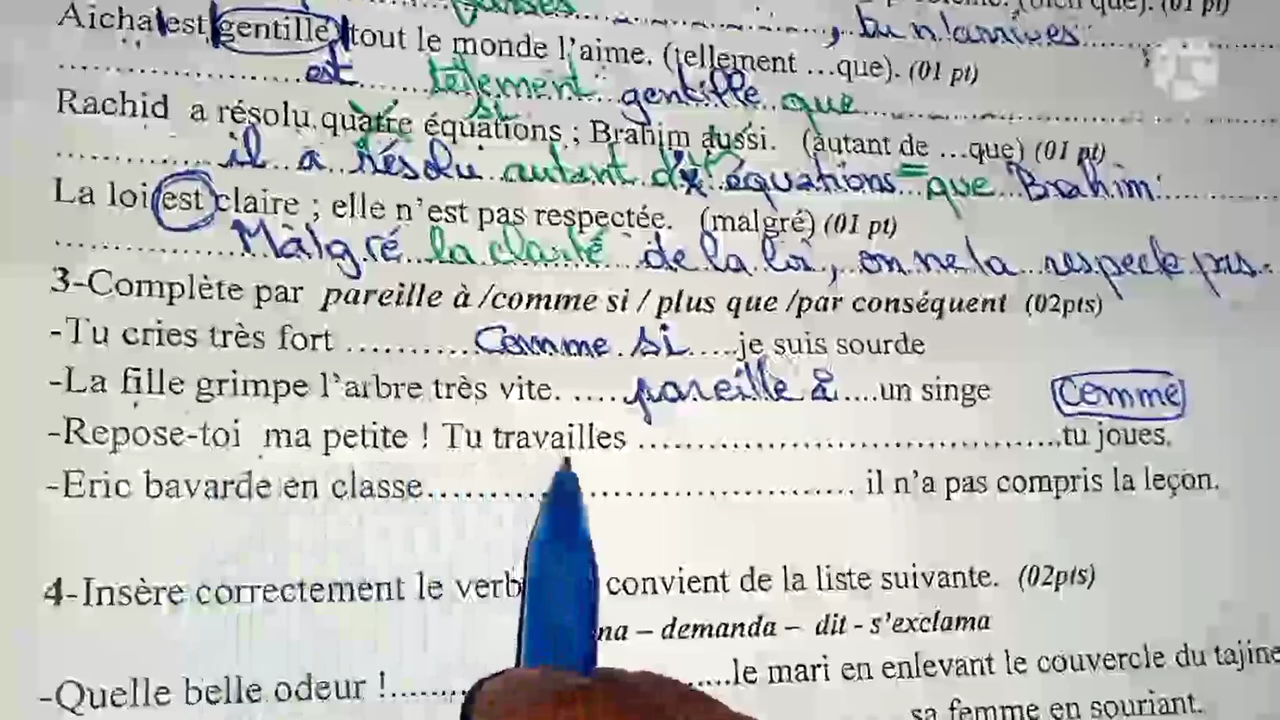 , tu n'arrives
Aicha est gentille tout le monde l'aime. (tellement ...que). (01 pt)
est tellement gentille que
Rachid a résolu quatre équations ; Brahim aussi. (autant de ...que) (01 pt)
si
il a résolu autant d' équations que Brahim
La loi est claire ; elle n'est pas respectée. (malgré) (01 pt)
Malgré la clarté de la loi, on ne la respecte pas.
3-Complète par pareille à /comme si / plus que /par conséquent (02pts)
-Tu cries très fort ........... Comme si.....je suis sourde
-La fille grimpe l'arbre très vite. .....pareille à....un singe Comme
-Repose-toi ma petite ! Tu travailles ..........................................tu joues.
-Eric bavarde en classe.......................................... il n'a pas compris la leçon.
4-Insère correctement le verb convient de la liste suivante. (02pts)
na – demanda – dit - s'exclama
-Quelle belle odeur !.............le mari en enlevant le couvercle du tajine
sa femme en souriant.